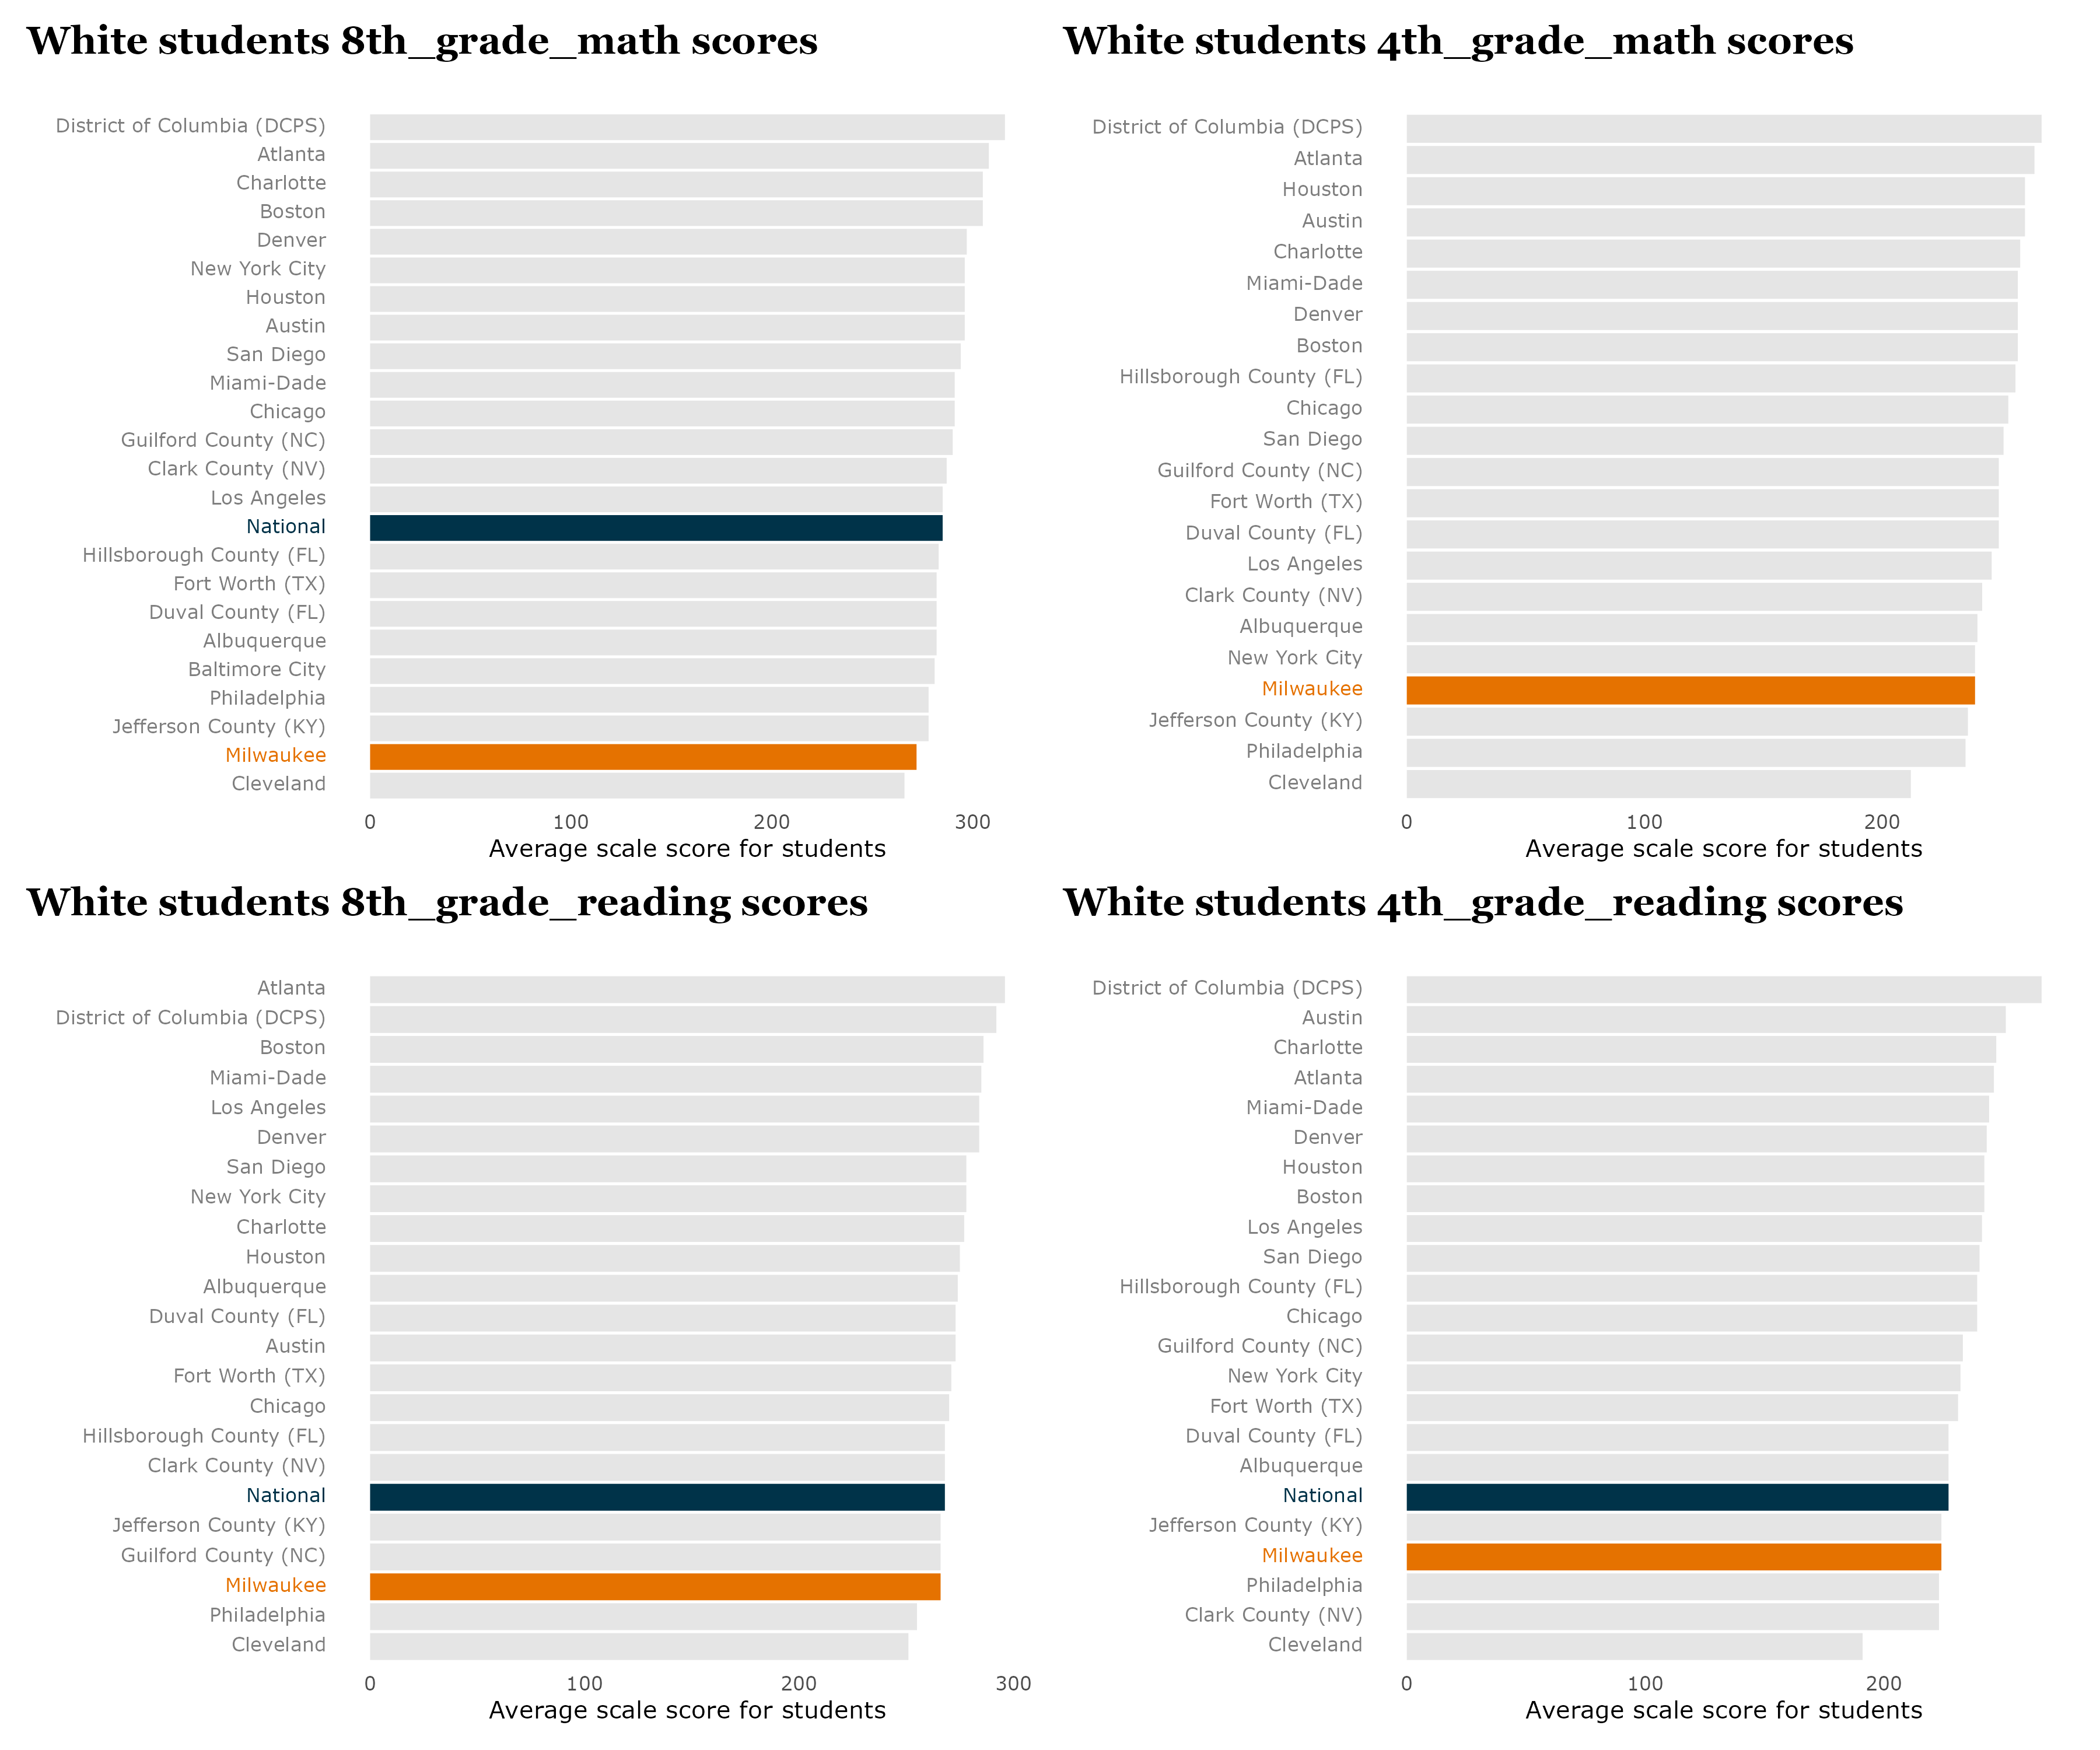 White students 8th_grade_math scores
District of Columbia (DCPS)
Atlanta
Charlotte
Boston
Denver
New York City
Houston
Austin
San Diego
Miami-Dade
Chicago
Guilford County (NC)
Clark County (NV)
Los Angeles
National
Hillsborough County (FL)
Fort Worth (TX)
Duval County (FL)
Albuquerque
Baltimore City
Philadelphia
Jefferson County (KY)
Milwaukee
Cleveland
0 100 200 300
Average scale score for students
White students 4th_grade_math scores
District of Columbia (DCPS)
Atlanta
Houston
Austin
Charlotte
Miami-Dade
Denver
Boston
Hillsborough County (FL)
Chicago
San Diego
Guilford County (NC)
Fort Worth (TX)
Duval County (FL)
Los Angeles
Clark County (NV)
Albuquerque
New York City
Milwaukee
Jefferson County (KY)
Philadelphia
Cleveland
0 100 200
Average scale score for students
White students 8th_grade_reading scores
Atlanta
District of Columbia (DCPS)
Boston
Miami-Dade
Los Angeles
Denver
San Diego
New York City
Charlotte
Houston
Albuquerque
Duval County (FL)
Austin
Fort Worth (TX)
Chicago
Hillsborough County (FL)
Clark County (NV)
National
Jefferson County (KY)
Guilford County (NC)
Milwaukee
Philadelphia
Cleveland
0 100 200 300
Average scale score for students
White students 4th_grade_reading scores
District of Columbia (DCPS)
Austin
Charlotte
Atlanta
Miami-Dade
Denver
Houston
Boston
Los Angeles
San Diego
Hillsborough County (FL)
Chicago
Guilford County (NC)
New York City
Fort Worth (TX)
Duval County (FL)
Albuquerque
National
Jefferson County (KY)
Milwaukee
Philadelphia
Clark County (NV)
Cleveland
0 100 200
Average scale score for students